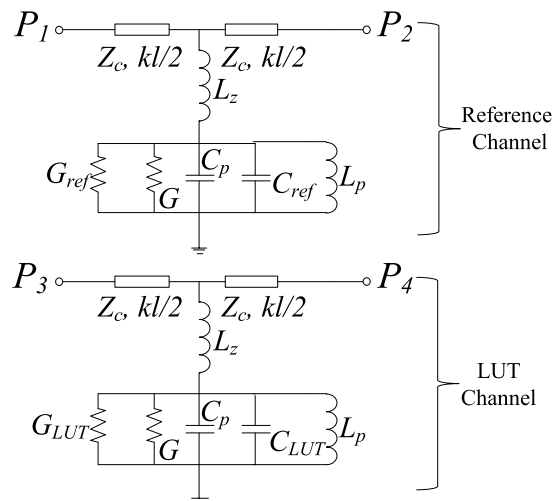 P1 P2
Zc, kl/2 Zc, kl/2
Lz
Gref G Cp Cref Lp
Reference
Channel
P3 P4
Zc, kl/2 Zc, kl/2
Lz
GLUT G Cp CLUT Lp
LUT
Channel